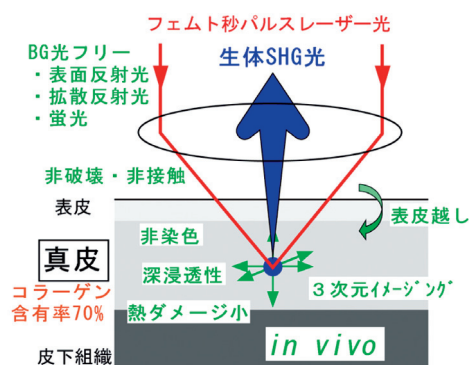 フェムト秒パルスレーザー光
BG光フリー
・表面反射光
・拡散反射光
・蛍光
生体SHG光
非破壊・非接触
表皮
表皮越し
非染色
真皮
深浸透性
コラーゲン
含有率70%
3次元イメージング
熱ダメージ小
皮下組織
in vivo